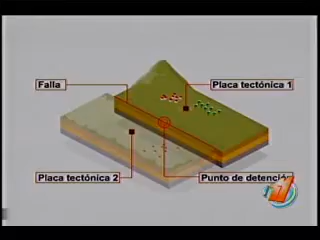 Falla
Placa tectónica 1
Placa tectónica 2
Punto de detención